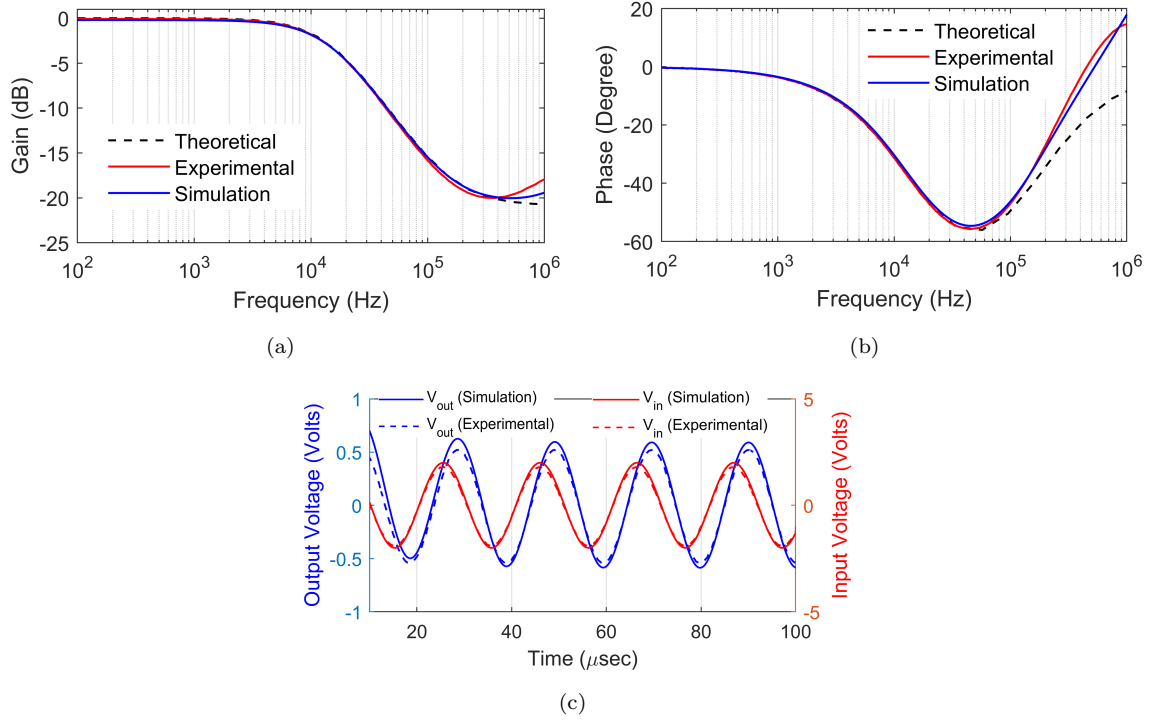 0
-5
-10
-15
-20
-25
Gain (dB)
Theoretical
Experimental
Simulation
10^2 10^3 10^4 10^5 10^6
Frequency (Hz)
(a)
20
0
-20
-40
-60
Phase (Degree)
Theoretical
Experimental
Simulation
10^2 10^3 10^4 10^5 10^6
Frequency (Hz)
(b)
1
0.5
0
-0.5
-1
Output Voltage (Volts)
V_out (Simulation) V_in (Simulation)
V_out (Experimental) V_in (Experimental)
5
0
-5
Input Voltage (Volts)
20 40 60 80 100
Time (μsec)
(c)